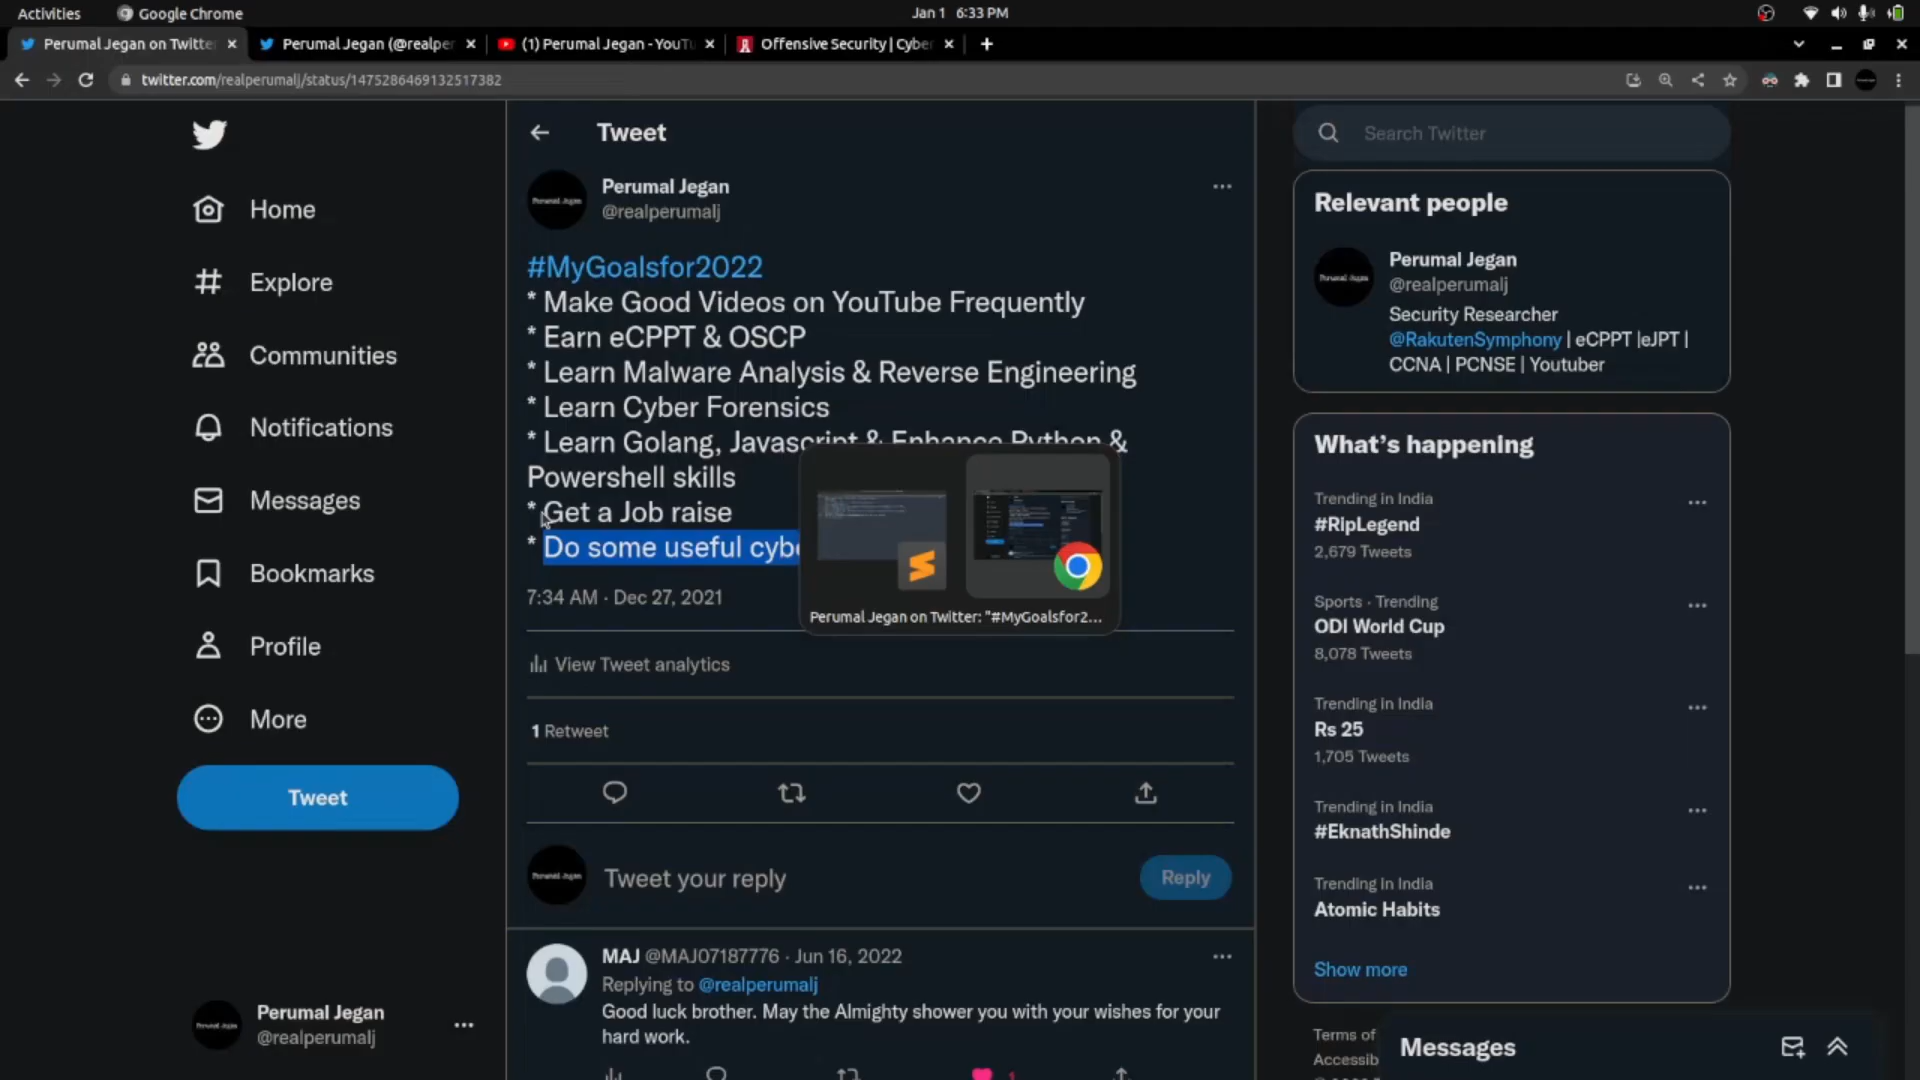 Activities
Google Chrome
Jan 1 6:33 PM
Perumal Jegan on Twitte
Perumal Jegan (@realper
(1) Perumal Jegan - YouTu
Offensive Security | Cyber
twitter.com/realperumalj/status/1475286469132517382
Home
Explore
Communities
Notifications
Messages
Bookmarks
Profile
More
Tweet
Perumal Jegan
@realperumalj
Tweet
Perumal Jegan
@realperumalj
#MyGoalsfor2022
* Make Good Videos on YouTube Frequently
* Earn eCPPT & OSCP
* Learn Malware Analysis & Reverse Engineering
* Learn Cyber Forensics
* Learn Golang, Javascript & Enhance Python &
Powershell skills
* Get a Job raise
* Do some useful cybe
Perumal Jegan on Twitter: "#MyGoalsfor2...
7:34 AM · Dec 27, 2021
View Tweet analytics
1 Retweet
Tweet your reply
Reply
MAJ @MAJ07187776 · Jun 16, 2022
Replying to @realperumalj
Good luck brother. May the Almighty shower you with your wishes for your
hard work.
1
Search Twitter
Relevant people
Perumal Jegan
@realperumalj
Security Researcher
@RakutenSymphony | eCPPT |eJPT |
CCNA | PCNSE | Youtuber
What's happening
Trending in India
#RipLegend
2,679 Tweets
Sports · Trending
ODI World Cup
8,078 Tweets
Trending in India
Rs 25
1,705 Tweets
Trending in India
#EknathShinde
Trending in India
Atomic Habits
Show more
Terms of
Accessib
Messages